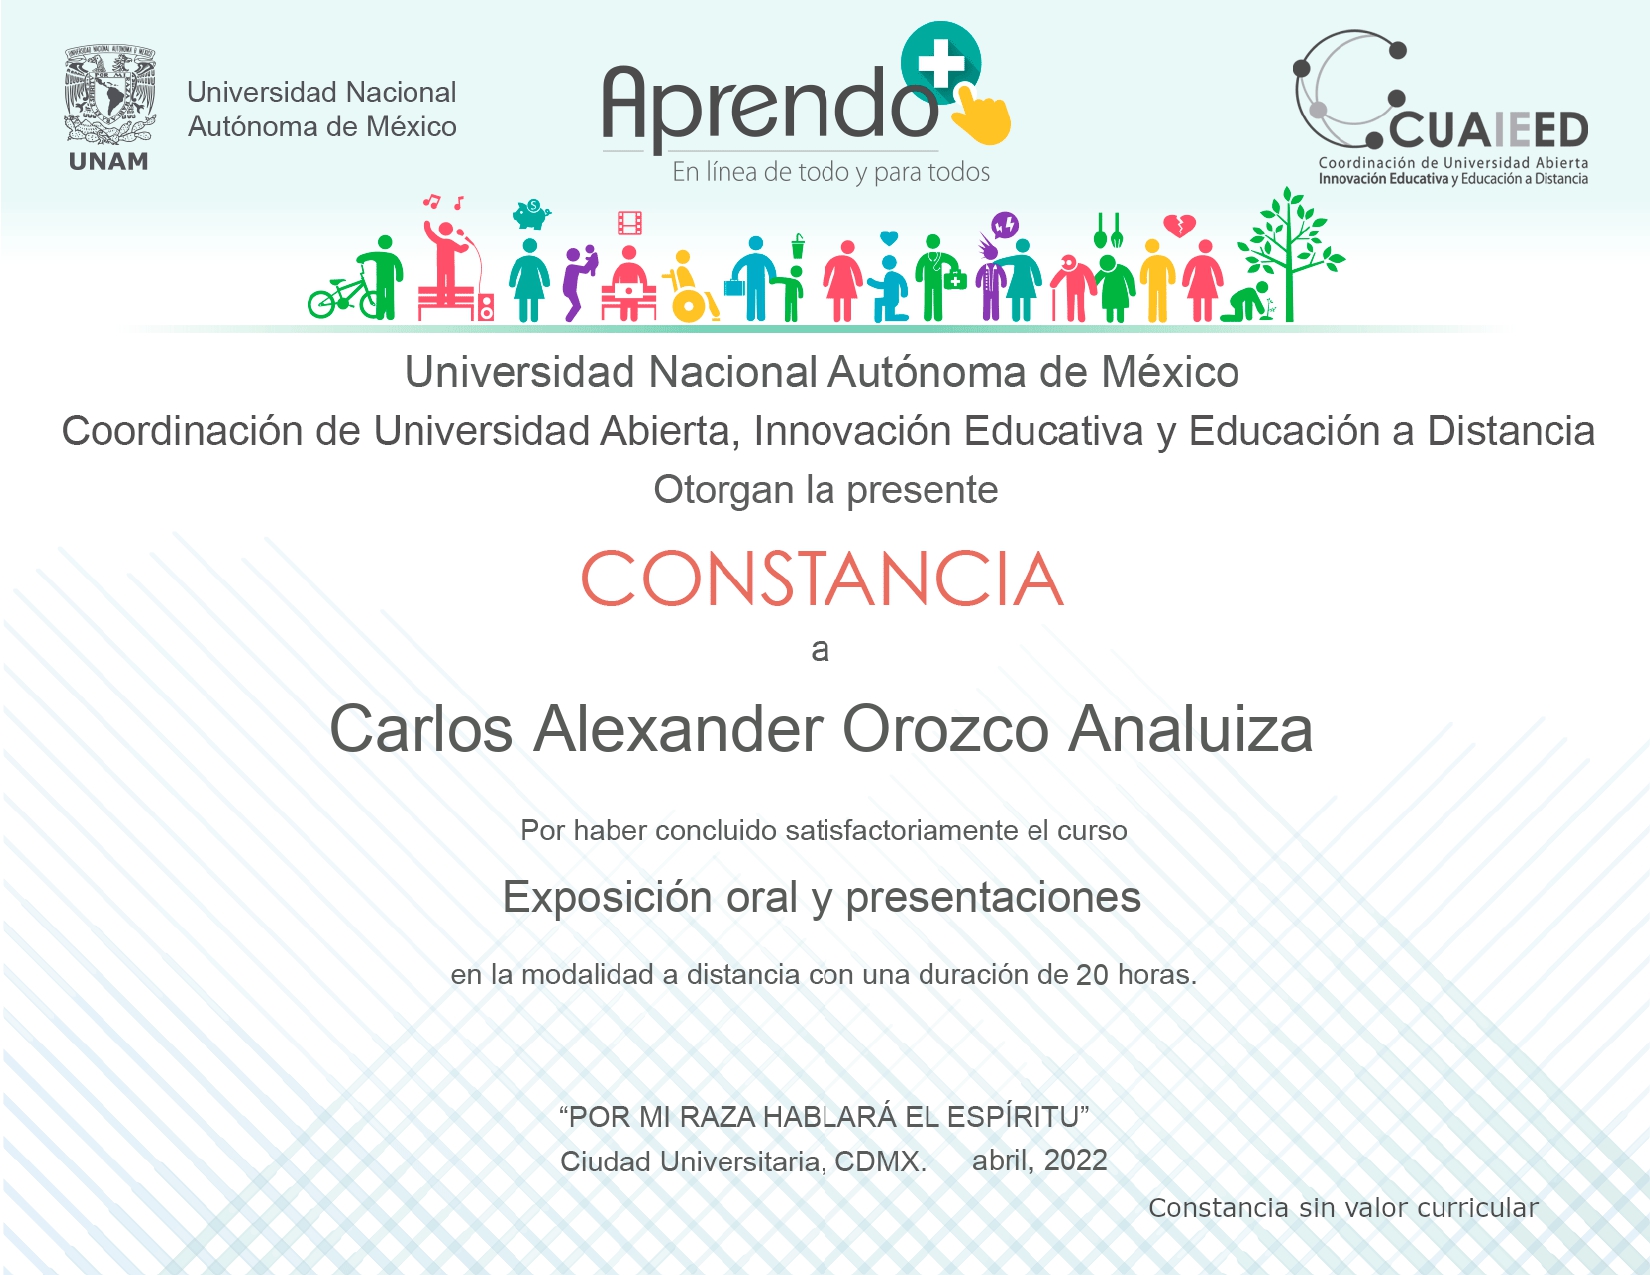 UNAM
Universidad Nacional
Autónoma de México
Aprendo
En línea de todo y para todos
CUAIEED
Coordinación de Universidad Abierta
Innovación Educativa y Educación a Distancia
Universidad Nacional Autónoma de México
Coordinación de Universidad Abierta, Innovación Educativa y Educación a Distancia
Otorgan la presente
CONSTANCIA
a
Carlos Alexander Orozco Analuiza
Por haber concluido satisfactoriamente el curso
Exposición oral y presentaciones
en la modalidad a distancia con una duración de 20 horas.
“POR MI RAZA HABLARÁ EL ESPÍRITU”
Ciudad Universitaria, CDMX. abril, 2022
Constancia sin valor curricular